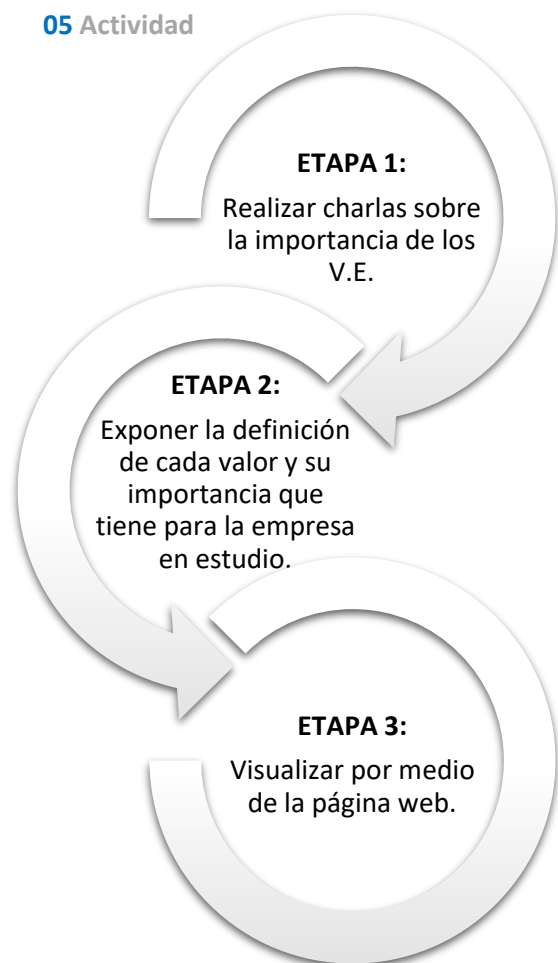 05 Actividad
ETAPA 1:
Realizar charlas sobre
la importancia de los
V.E.
ETAPA 2:
Exponer la definición
de cada valor y su
importancia que
tiene para la empresa
en estudio.
ETAPA 3:
Visualizar por medio
de la página web.